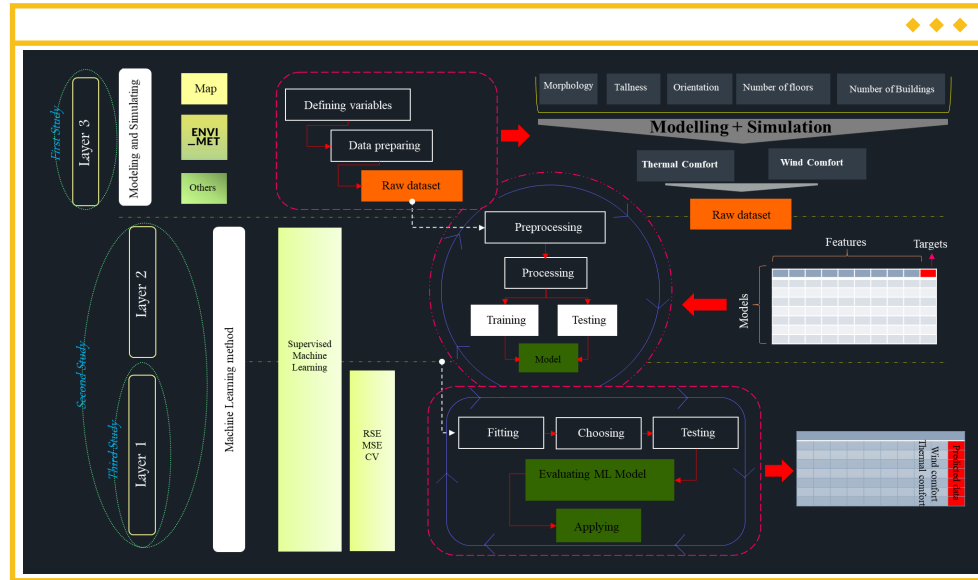 First Study
Layer 3
Modeling and Simulating
Map
ENVI
_MET
Others
Defining variables
Data preparing
Raw dataset
Morphology
Tallness
Orientation
Number of floors
Number of Buildings
Modelling + Simulation
Thermal Comfort
Wind Comfort
Raw dataset
Second Study
Layer 2
Third Study
Layer 1
Machine Learning method
Supervised
Machine
Learning
RSE
MSE
CV
Preprocessing
Processing
Training
Testing
Model
Features
Targets
Models
Fitting
Choosing
Testing
Evaluating ML Model
Applying
Predicted data
Wind comfort
Thermal comfort